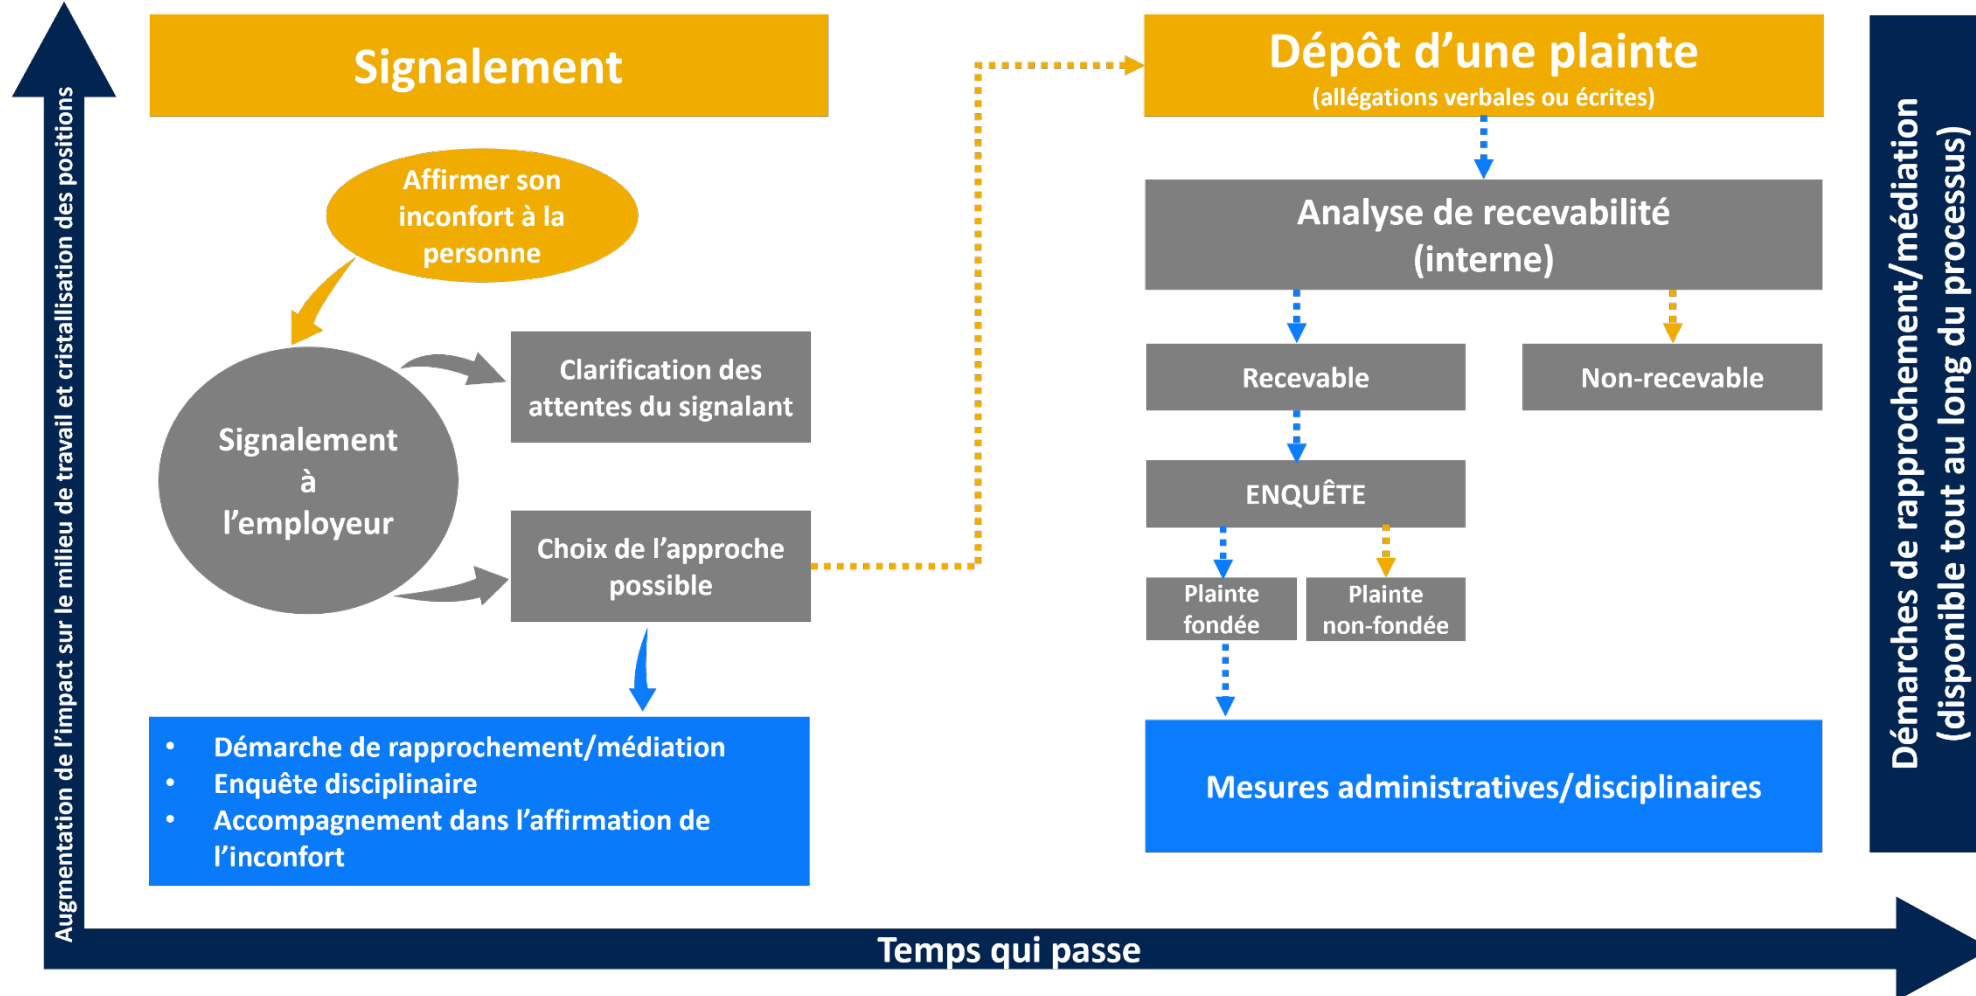 Augmentation de l'impact sur le milieu de travail et cristalisation des positions
Signalement
Affirmer son
inconfort à la
personne
Signalement
à
l'employeur
Clarification des
attentes du signalant
Choix de l'approche
possible
• Démarche de rapprochement/médiation
• Enquête disciplinaire
• Accompagnement dans l'affirmation de
l'inconfort
Dépôt d'une plainte
(allégations verbales ou écrites)
Analyse de recevabilité
(interne)
Recevable
Non-recevable
ENQUÊTE
Plainte
fondée
Plainte
non-fondée
Mesures administratives/disciplinaires
Démarches de rapprochement/médiation
(disponible tout au long du processus)
Temps qui passe